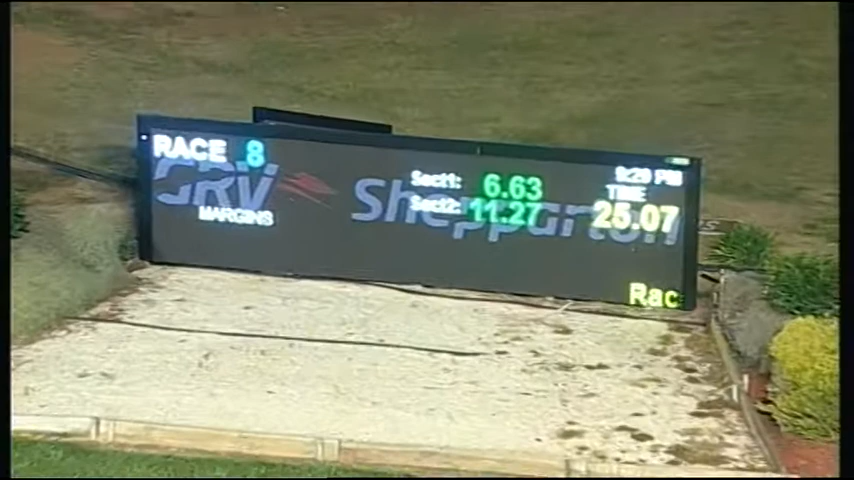 RACE 8
GRV Shepparton
MARGINS
Sect1: 6.63
Sect2: 11.27
9:29 PM
TIME
25.07
Rac